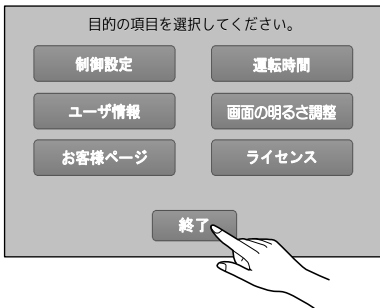 目的の項目を選択してください。
制御設定 運転時間
ユーザ情報 画面の明るさ調整
お客様ページ ライセンス
終了